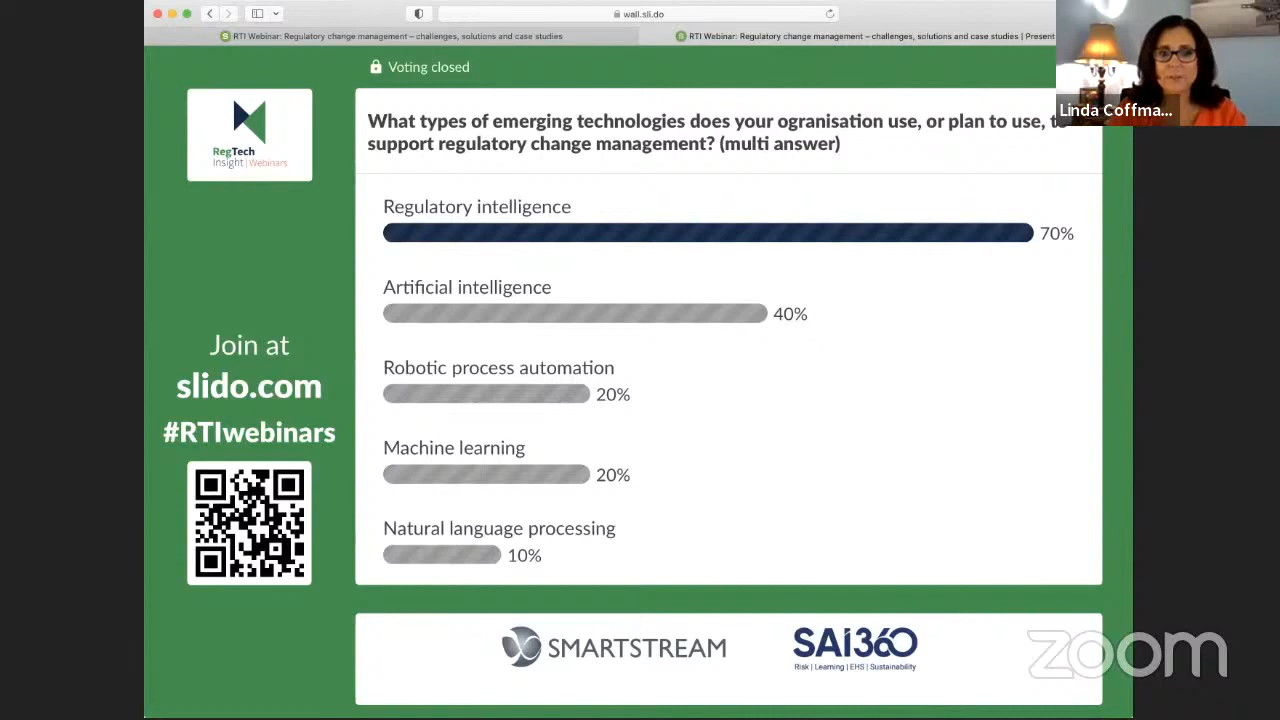 wall.sli.do
RTI Webinar: Regulatory change management – challenges, solutions and case studies
RTI Webinar: Regulatory change management – challenges, solutions and case studies | Present
Linda Coffma...
Voting closed
RegTech
Insight | Webinars
What types of emerging technologies does your ogranisation use, or plan to use,
support regulatory change management? (multi answer)
Regulatory intelligence
70%
Artificial intelligence
40%
Robotic process automation
20%
Machine learning
20%
Natural language processing
10%
Join at
slido.com
#RTIwebinars
SMARTSTREAM
SAI360
Risk | Learning | EHS | Sustainability
zoom